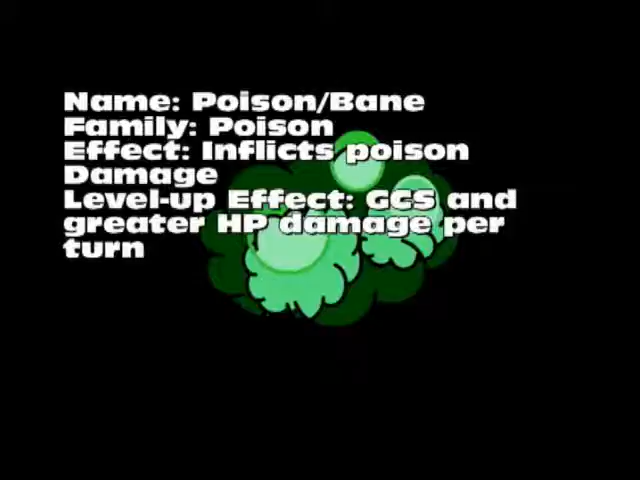 Name: Poison/Bane
Family: Poison
Effect: Inflicts poison
Damage
Level-up Effect: GCS and
greater HP damage per
turn